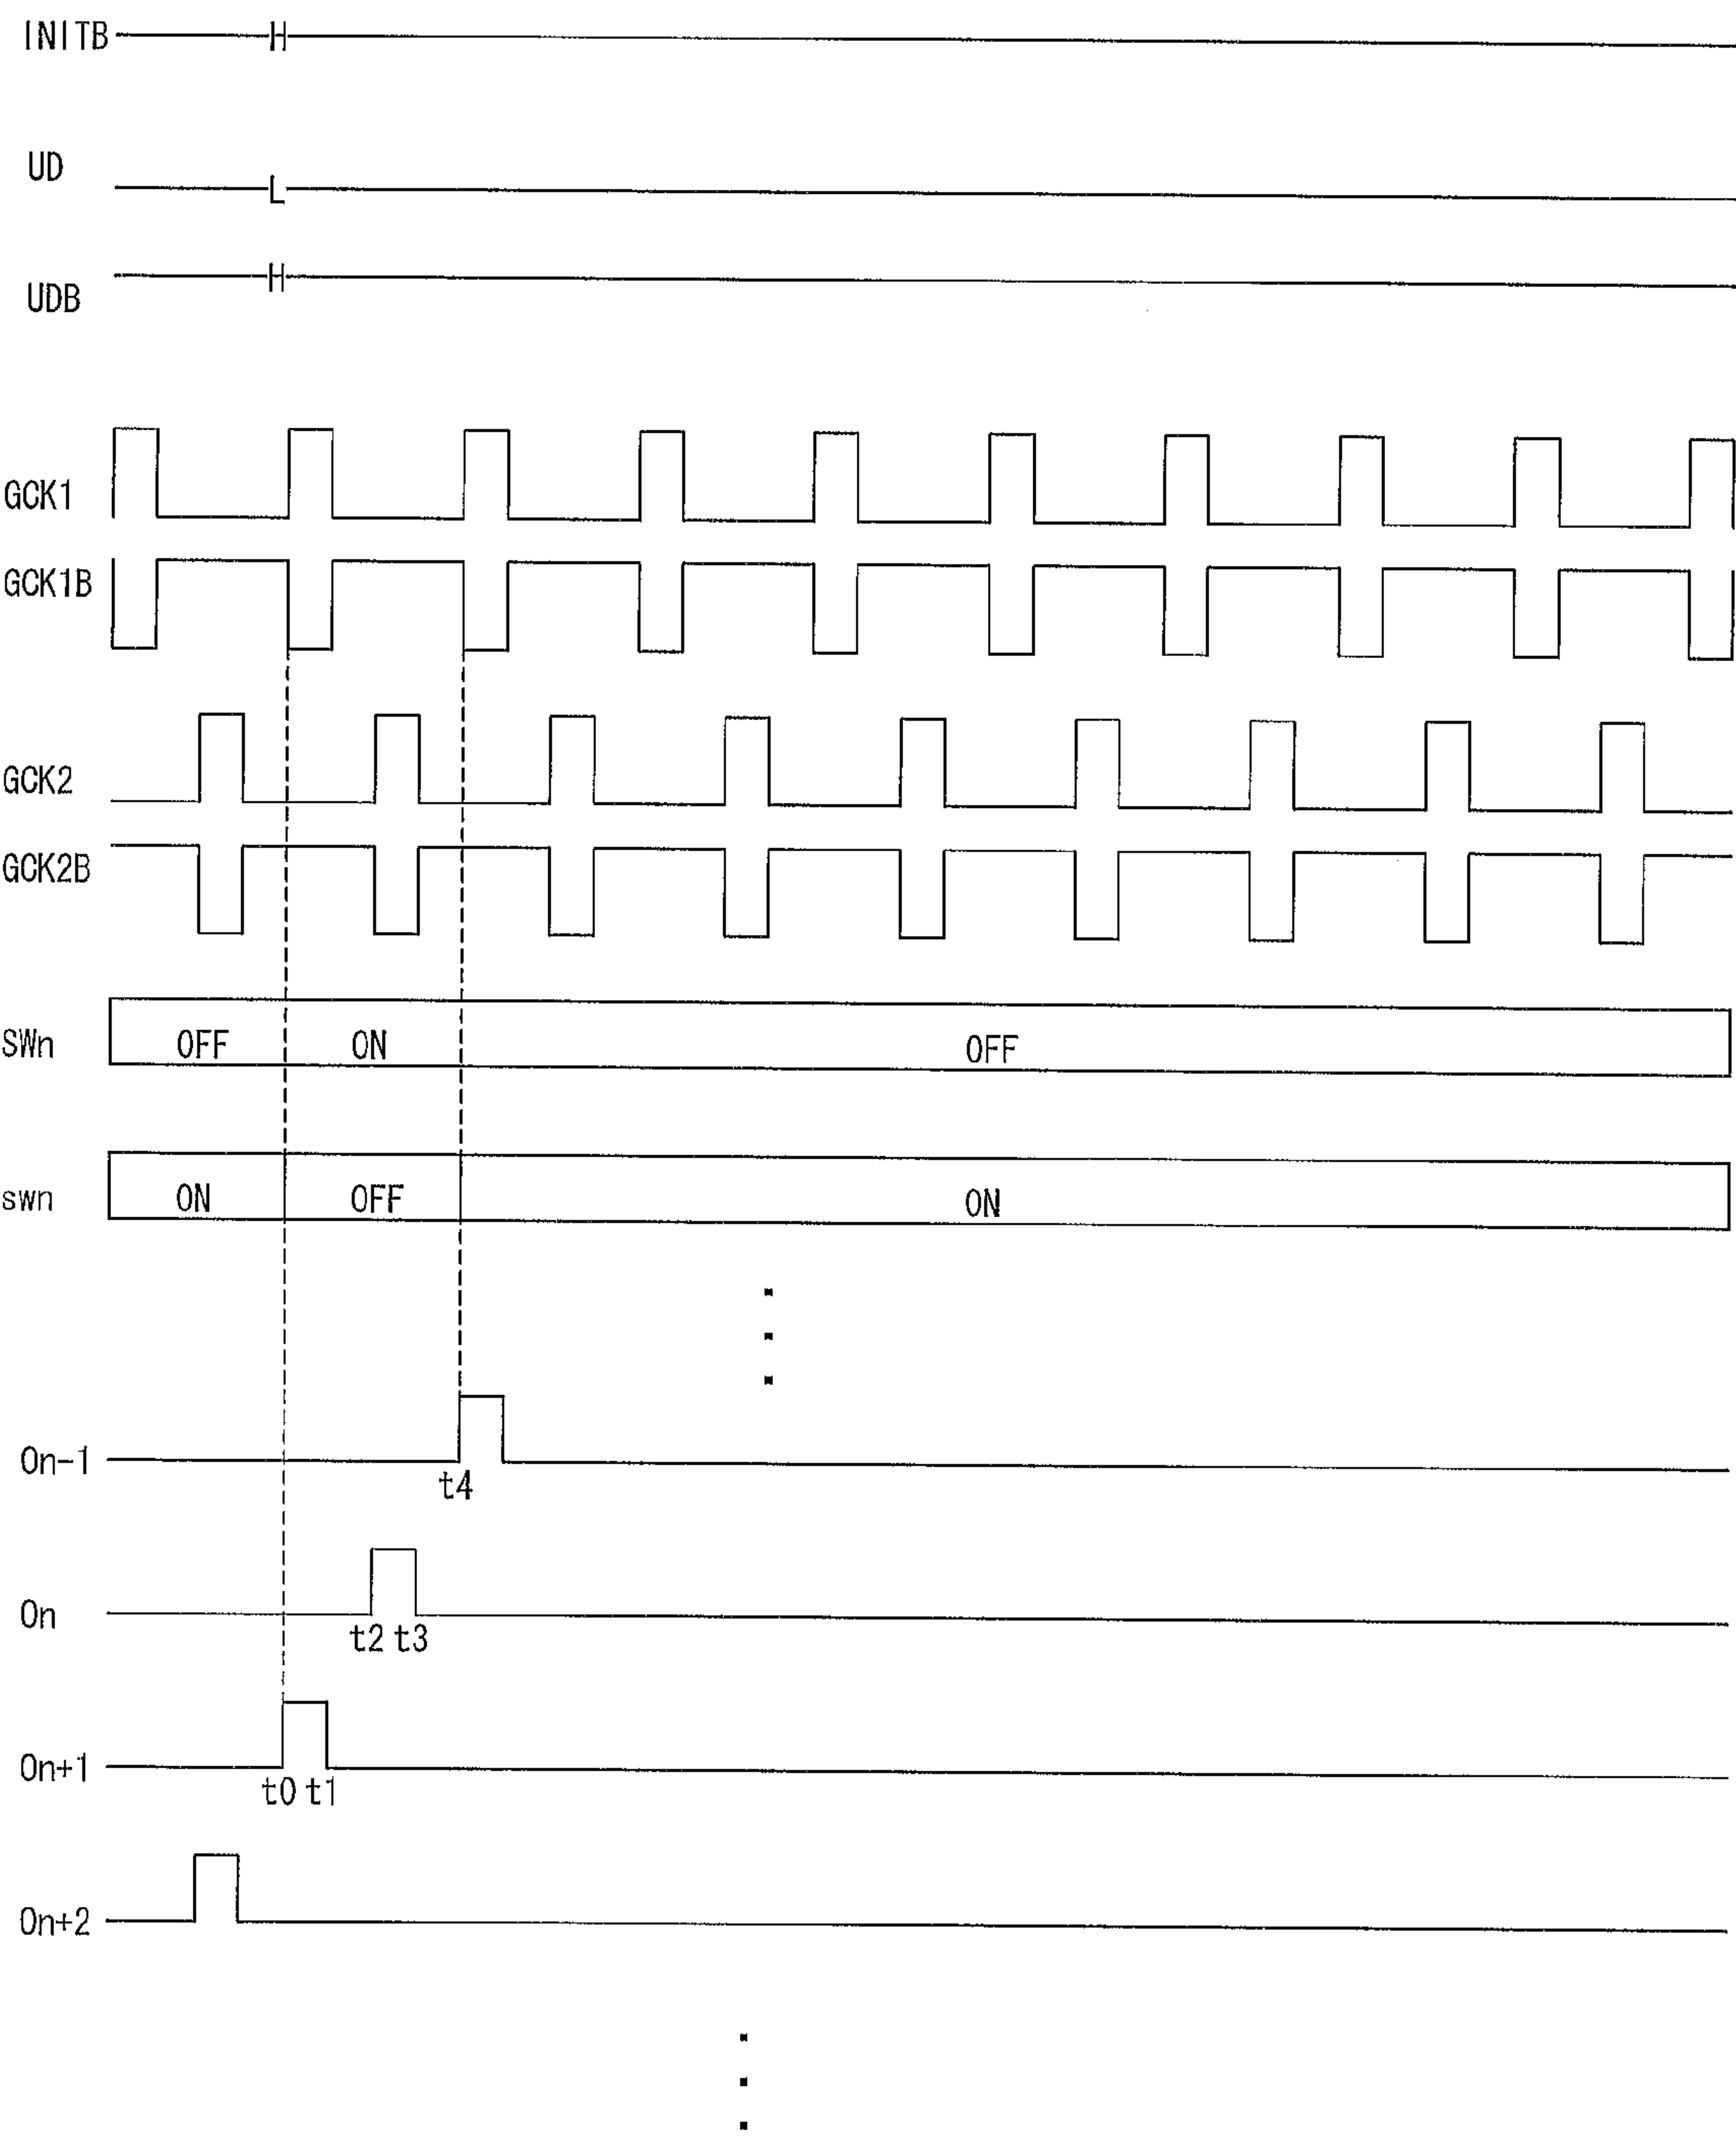 INITB H
UD L
UDB H
GCK1
GCK1B
GCK2
GCK2B
SWn OFF ON OFF
swn ON OFF ON
On-1
t4
On
t2 t3
On+1
t0 t1
On+2